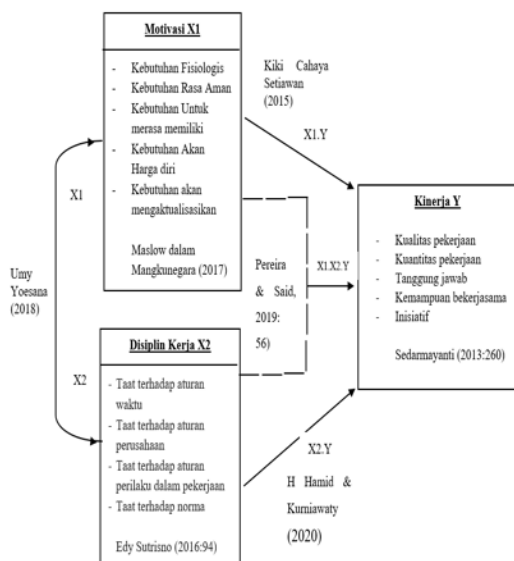 Motivasi X1
- Kebutuhan Fisiologis
- Kebutuhan Rasa Aman
- Kebutuhan Untuk
merasa memiliki
- Kebutuhan Akan
Harga diri
- Kebutuhan akan
mengaktualisasikan
Maslow dalam
Mangkunegara (2017)
Kiki Cahaya
Setiawan
(2015)
X1.Y
X1
Umy
Yoesana
(2018)
X2
Pereira
& Said,
2019:
56)
X1.X2.Y
Kinerja Y
- Kualitas pekerjaan
- Kuantitas pekerjaan
- Tanggung jawab
- Kemampuan bekerjasama
- Inisiatif
Sedarmayanti (2013:260)
Disiplin Kerja X2
- Taat terhadap aturan
waktu
- Taat terhadap aturan
perusahaan
- Taat terhadap aturan
perilaku dalam pekerjaan
- Taat terhadap norma
Edy Sutrisno (2016:94)
X2.Y
H Hamid &
Kurniawaty
(2020)